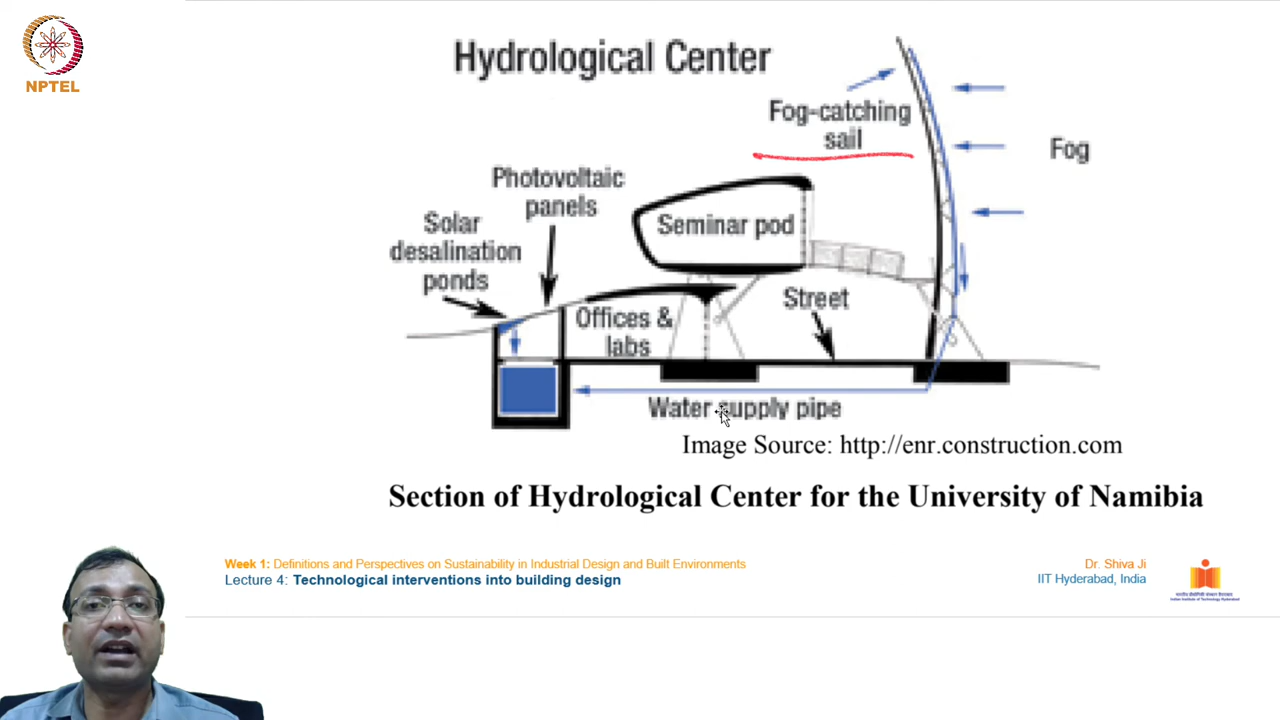 NPTEL
Hydrological Center
Fog-catching
sail
Fog
Photovoltaic
panels
Solar
desalination
ponds
Seminar pod
Offices &
labs
Street
Water supply pipe
Image Source: http://enr.construction.com
Section of Hydrological Center for the University of Namibia
Week 1: Definitions and Perspectives on Sustainability in Industrial Design and Built Environments
Lecture 4: Technological interventions into building design
Dr. Shiva Ji
IIT Hyderabad, India